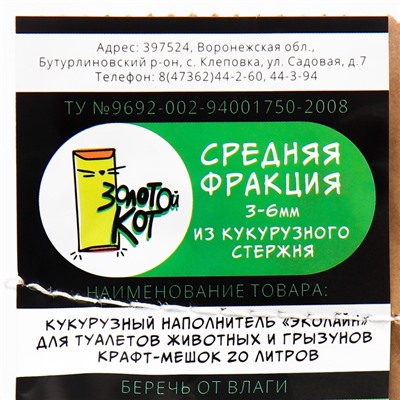 Адрес: 397524, Воронежская обл.,
Бутурлиновский р-он, с. Клеповка, ул. Садовая, д.7
Телефон: 8(47362)44-2-60, 44-3-94
ТУ №9692-002-94001750-2008
ЗОЛОТОЙ
КОТ
СРЕДНЯЯ
ФРАКЦИЯ
3-6мм
ИЗ КУКУРУЗНОГО
СТЕРЖНЯ
НАИМЕНОВАНИЕ ТОВАРА:
КУКУРУЗНЫЙ НАПОЛНИТЕЛЬ «ЭКОЛАЙН»
ДЛЯ ТУАЛЕТОВ ЖИВОТНЫХ И ГРЫЗУНОВ
КРАФТ-МЕШОК 20 ЛИТРОВ
БЕРЕЧЬ ОТ ВЛАГИ